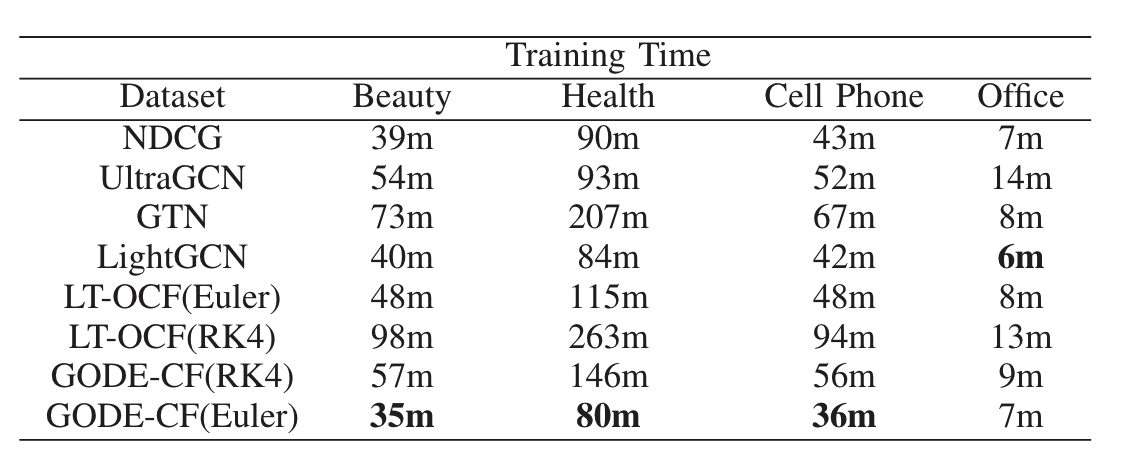 Training Time
Dataset Beauty Health Cell Phone Office
NDCG 39m 90m 43m 7m
UltraGCN 54m 93m 52m 14m
GTN 73m 207m 67m 8m
LightGCN 40m 84m 42m 6m
LT-OCF(Euler) 48m 115m 48m 8m
LT-OCF(RK4) 98m 263m 94m 13m
GODE-CF(RK4) 57m 146m 56m 9m
GODE-CF(Euler) 35m 80m 36m 7m